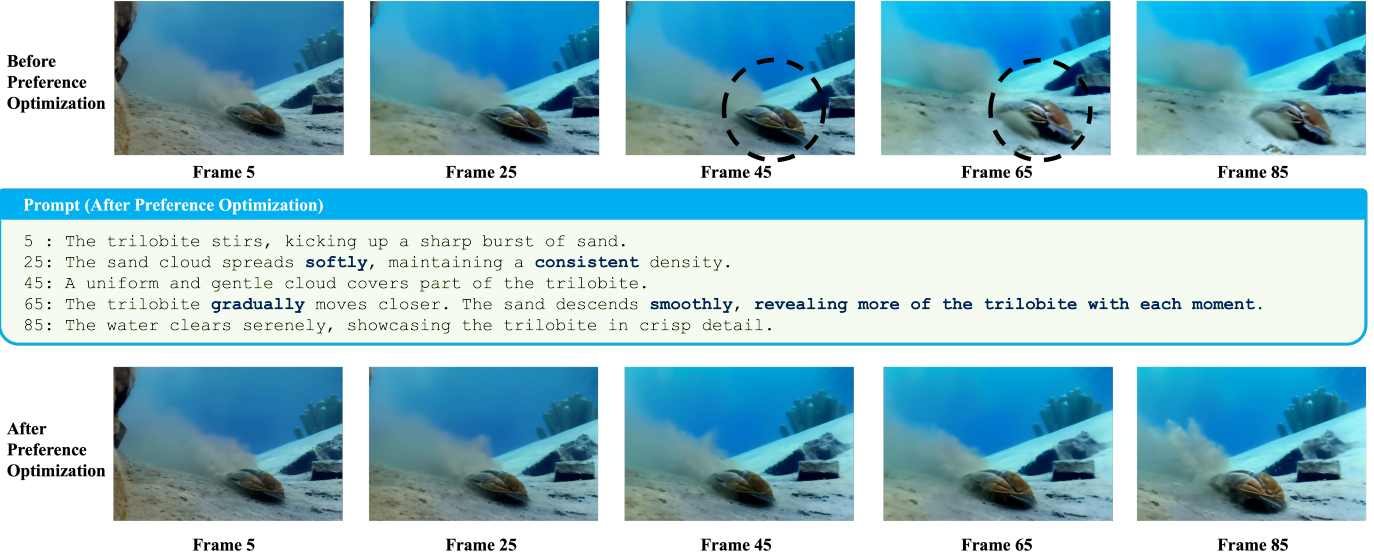 Before
Preference
Optimization
Frame 5
Frame 25
Frame 45
Frame 65
Frame 85
Prompt (After Preference Optimization)
5 : The trilobite stirs, kicking up a sharp burst of sand.
25: The sand cloud spreads softly, maintaining a consistent density.
45: A uniform and gentle cloud covers part of the trilobite.
65: The trilobite gradually moves closer. The sand descends smoothly, revealing more of the trilobite with each moment.
85: The water clears serenely, showcasing the trilobite in crisp detail.
After
Preference
Optimization
Frame 5
Frame 25
Frame 45
Frame 65
Frame 85